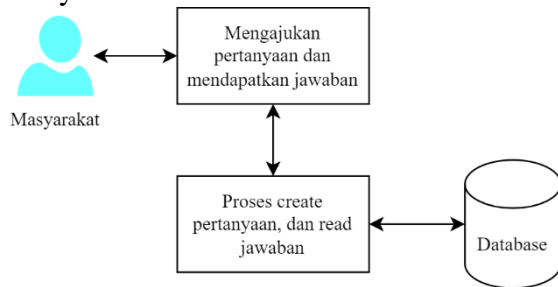 Mengajukan
pertanyaan dan
mendapatkan jawaban
Masyarakat
Proses create
pertanyaan, dan read
jawaban
Database